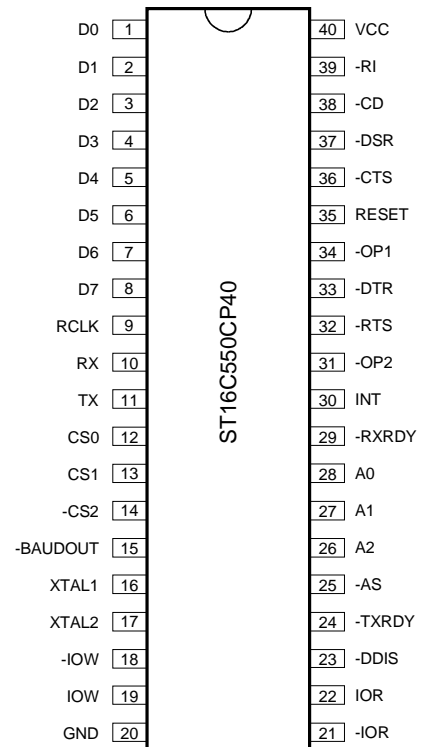 D0 1 40 VCC
D1 2 39 -RI
D2 3 38 -CD
D3 4 37 -DSR
D4 5 36 -CTS
D5 6 35 RESET
D6 7 34 -OP1
D7 8 33 -DTR
RCLK 9 32 -RTS
RX 10 31 -OP2
TX 11 30 INT
CS0 12 29 -RXRDY
CS1 13 28 A0
-CS2 14 27 A1
-BAUDOUT 15 26 A2
XTAL1 16 25 -AS
XTAL2 17 24 -TXRDY
-IOW 18 23 -DDIS
IOW 19 22 IOR
GND 20 21 -IOR
ST16C550CP40